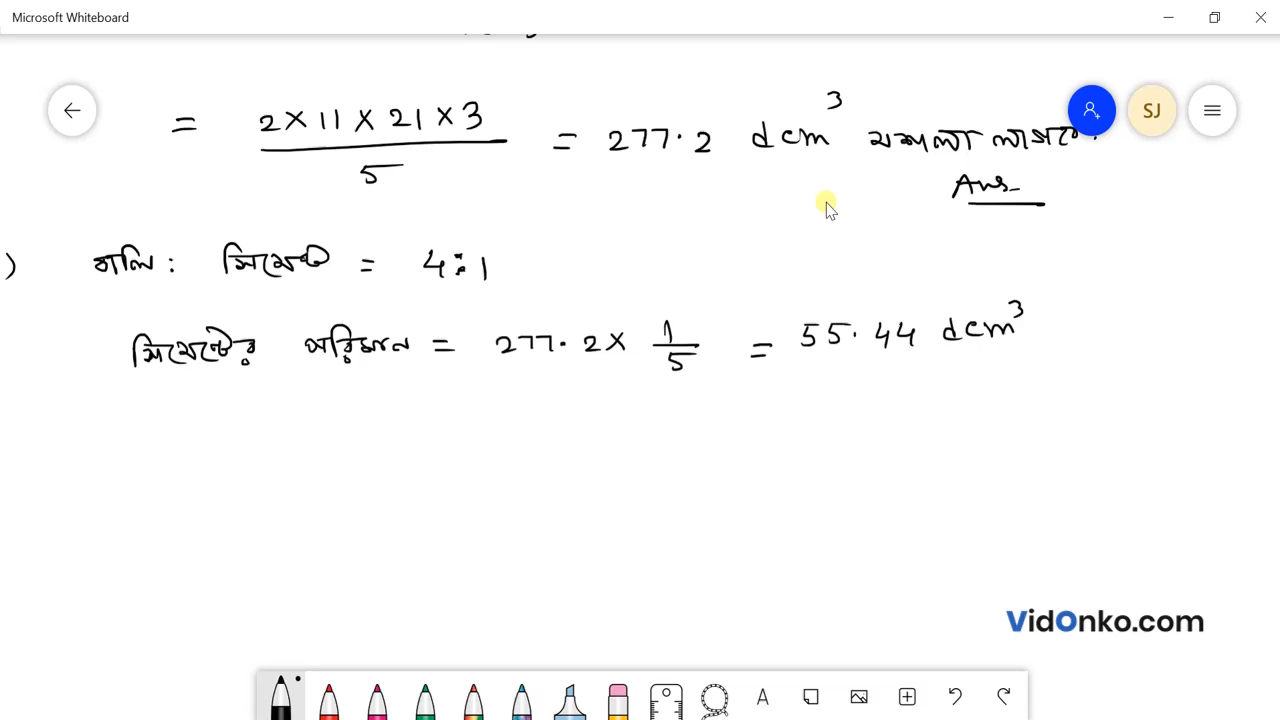 Microsoft Whiteboard
SJ
= 2 × 11 × 21 × 3 / 5 = 277.2 dcm³ মশলা লাগবে।
Ans
) বালি : সিমেন্ট = 4 : 1
সিমেন্টের পরিমান = 277.2 × 1/5 = 55.44 dcm³
VidOnko.com
A